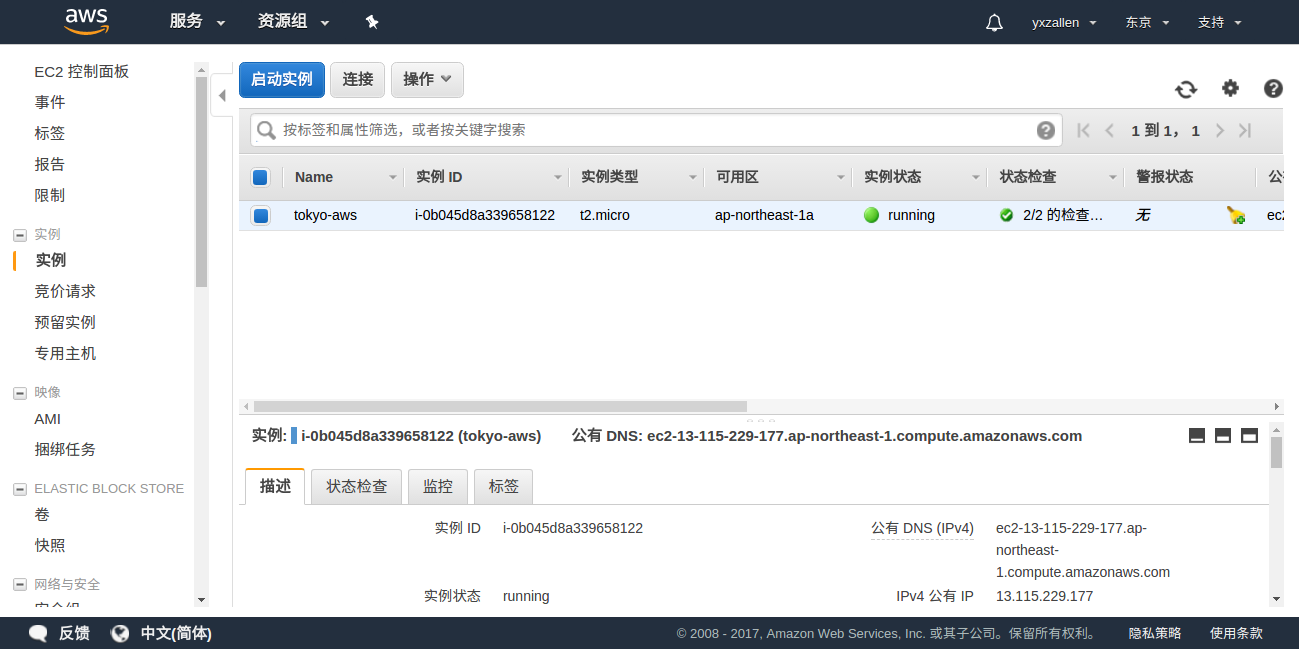 aws 服务 资源组 yxzallen 东京 支持
EC2 控制面板
事件
标签
报告
限制
实例
实例
竞价请求
预留实例
专用主机
映像
AMI
捆绑任务
ELASTIC BLOCK STORE
卷
快照
网络与安全
安全组
启动实例 连接 操作
按标签和属性筛选，或者按关键字搜索 1 到 1， 1
Name 实例 ID 实例类型 可用区 实例状态 状态检查 警报状态
tokyo-aws i-0b045d8a339658122 t2.micro ap-northeast-1a running 2/2 的检查… 无 ec2
实例: i-0b045d8a339658122 (tokyo-aws) 公有 DNS: ec2-13-115-229-177.ap-northeast-1.compute.amazonaws.com
描述 状态检查 监控 标签
实例 ID i-0b045d8a339658122 公有 DNS (IPv4) ec2-13-115-229-177.ap-
northeast-
1.compute.amazonaws.com
实例状态 running IPv4 公有 IP 13.115.229.177
反馈 中文(简体) © 2008 - 2017, Amazon Web Services, Inc. 或其子公司。保留所有权利。 隐私策略 使用条款